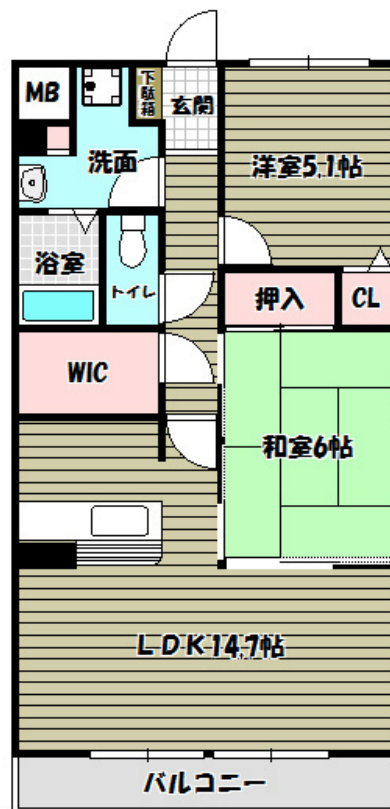 MB
下駄箱
玄関
洗面
洋室5.1帖
浴室
トイレ
押入
CL
WIC
和室6帖
LDK14.7帖
バルコニー